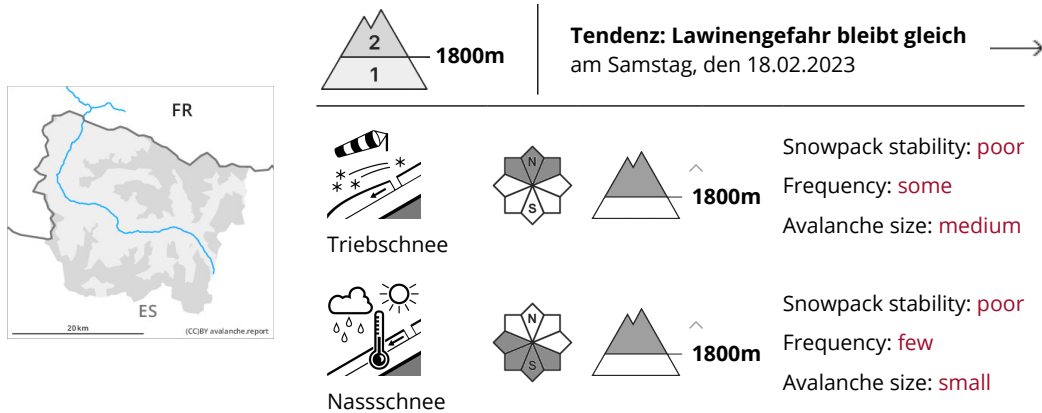 FR
ES
20 km
(CC)BY avalanche.report
2
1
1800m
Tendenz: Lawinengefahr bleibt gleich
am Samstag, den 18.02.2023
Triebschnee
N
S
1800m
Snowpack stability: poor
Frequency: some
Avalanche size: medium
Nassschnee
N
S
1800m
Snowpack stability: poor
Frequency: few
Avalanche size: small